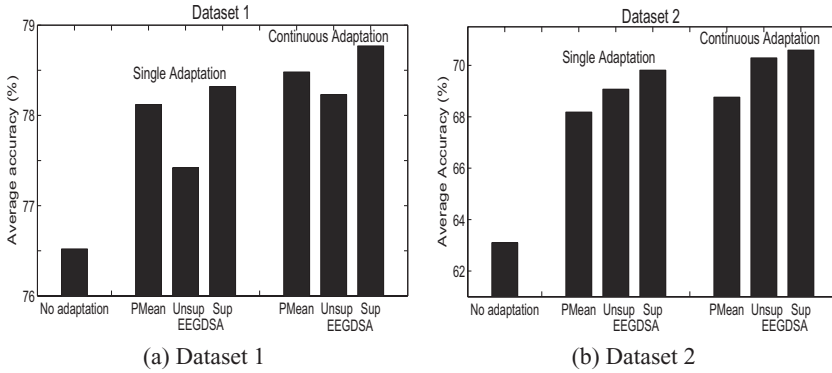 Dataset 1
Average accuracy (%)
79
78
77
76
Single Adaptation
Continuous Adaptation
No adaptation
PMean Unsup Sup
EEGDSA
PMean Unsup Sup
EEGDSA
(a) Dataset 1
Dataset 2
Average Accuracy (%)
70
68
66
64
62
Single Adaptation
Continuous Adaptation
No adaptation
PMean Unsup Sup
EEGDSA
PMean Unsup Sup
EEGDSA
(b) Dataset 2